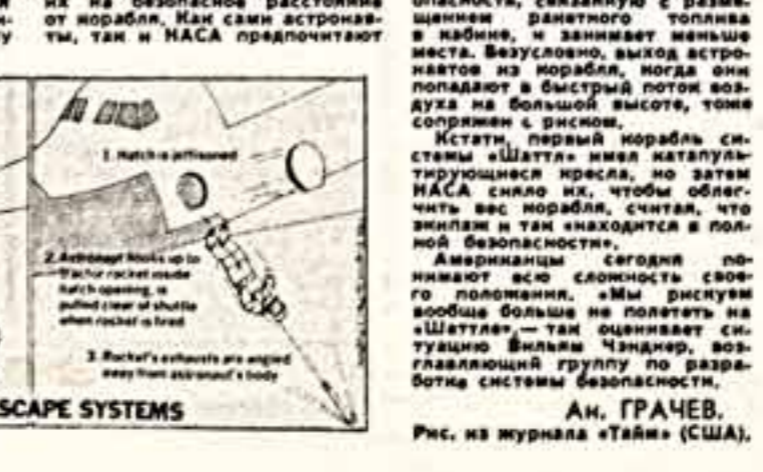 их на безопасное расстояние
от корабля. Как сами астронав-
ты, так и НАСА предпочитают
1. Hatch is jettisoned
2. Astronaut hooks up to
tractor rocket inside
hatch opening, is
pulled clear of shuttle
when rocket is fired
3. Rocket's exhausts are angled
away from astronaut's body
SCAPE SYSTEMS
опасность, связанную с разме-
щением ракетного топлива
в кабине, и занимает меньше
места. Безусловно, выход астро-
навтов из корабля, когда они
попадают в быстрый поток воз-
духа на большой высоте, тоже
сопряжен с риском.
Кстати, первый корабль си-
стемы «Шаттл» имел катапуль-
тирующиеся кресла, но затем
НАСА сняло их, чтобы облег-
чить вес корабля, считая, что
экипаж и так «находится в пол-
ной безопасности».
Американцы сегодня по-
нимают всю сложность свое-
го положения. «Мы рискуем
вообще больше не полететь на
«Шаттле», — так оценивает си-
туацию Вильям Чэндлер, воз-
главляющий группу по разра-
ботке системы безопасности.
Ан. ГРАЧЕВ.
Рис. из журнала «Тайм» (США).